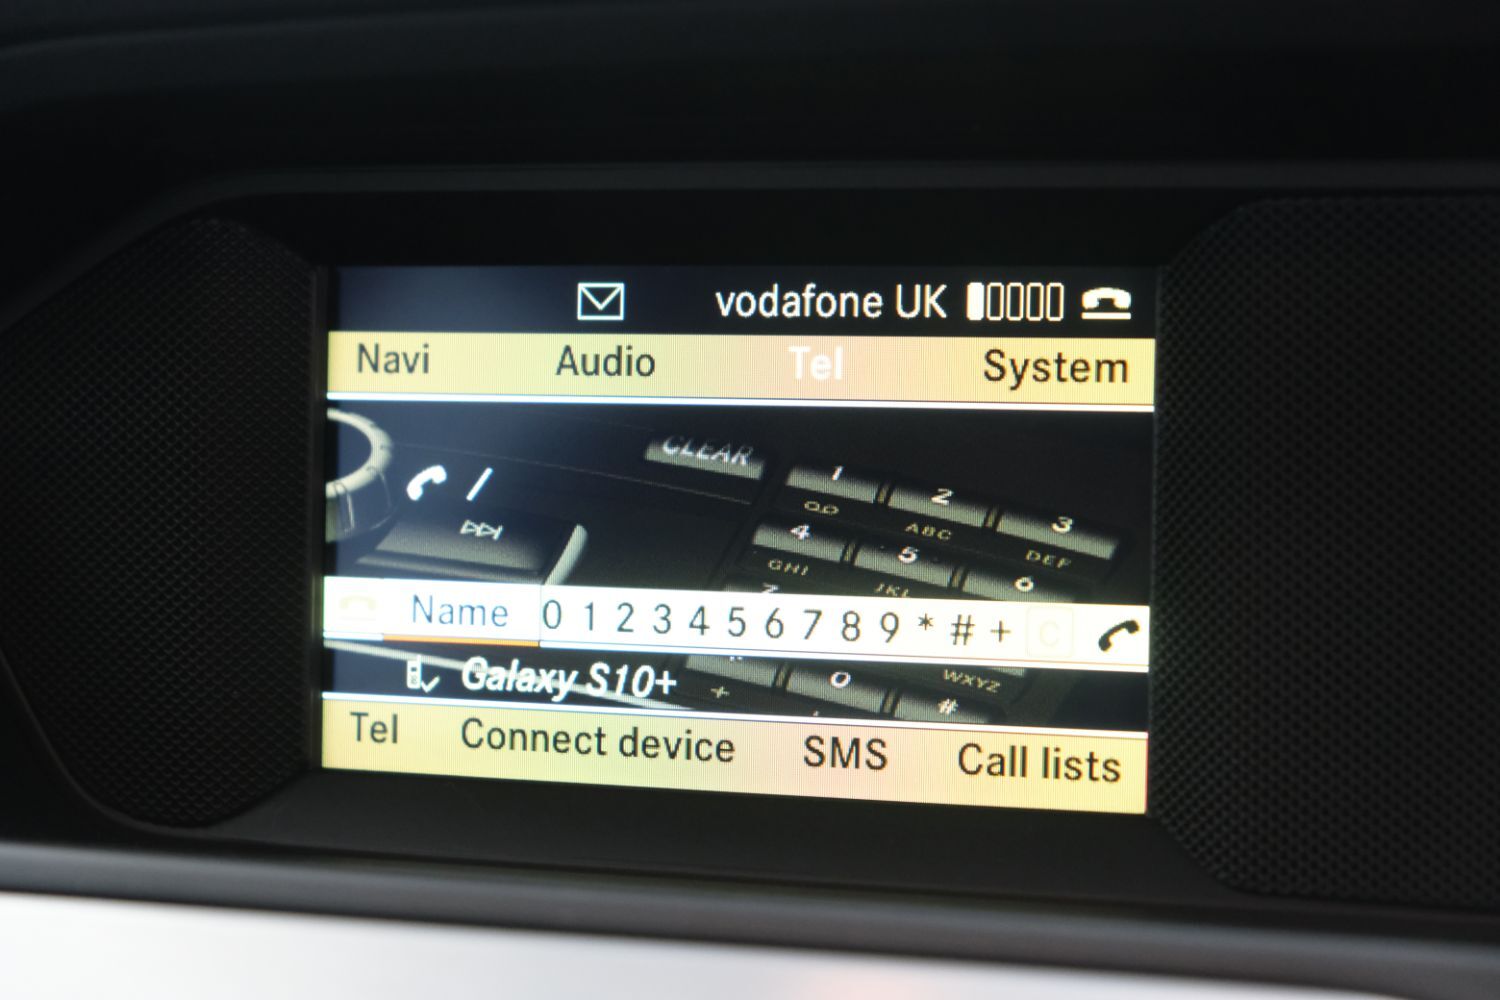 vodafone UK
Navi Audio Tel System
CLEAR
1 2 3
ABC DEF
4 5 6
GHI JKL
7
Name 0 1 2 3 4 5 6 7 8 9 * # + C
Galaxy S10+
+ 0 WXYZ
#
Tel Connect device SMS Call lists